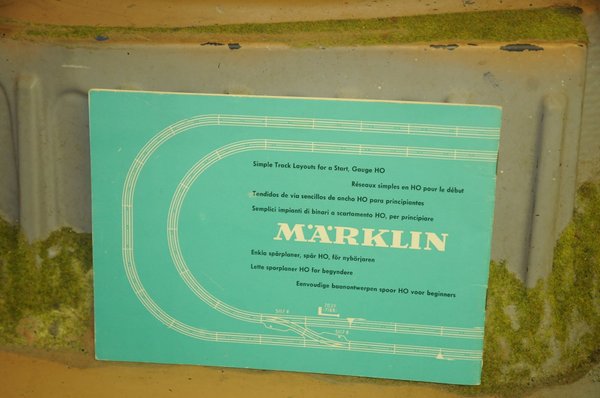 Simple Track Layouts for a Start, Gauge HO
Réseaux simples en HO pour le début
Tendidos de vía sencillos de ancho HO para principiantes
Semplici impianti di binari a scartamento HO, per principiare
MÄRKLIN
Enkla spårplaner, spår HO, för nybörjaren
Lette sporplaner HO for begyndere
Eenvoudige baanontwerpen spoor HO voor beginners